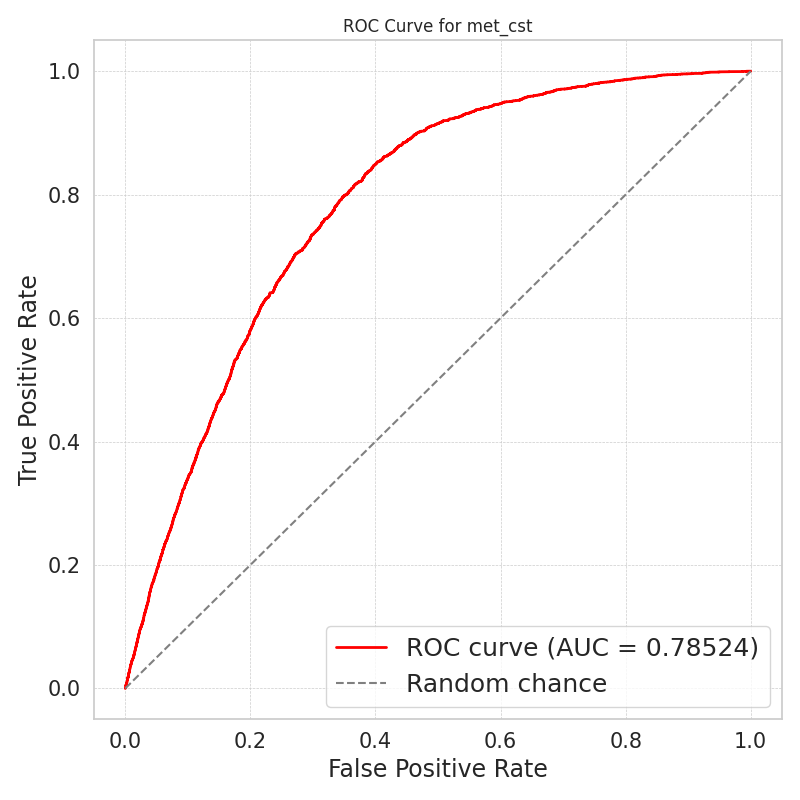 ROC Curve for met_cst
1.0
0.8
0.6
0.4
0.2
0.0
True Positive Rate
ROC curve (AUC = 0.78524)
Random chance
0.0 0.2 0.4 0.6 0.8 1.0
False Positive Rate